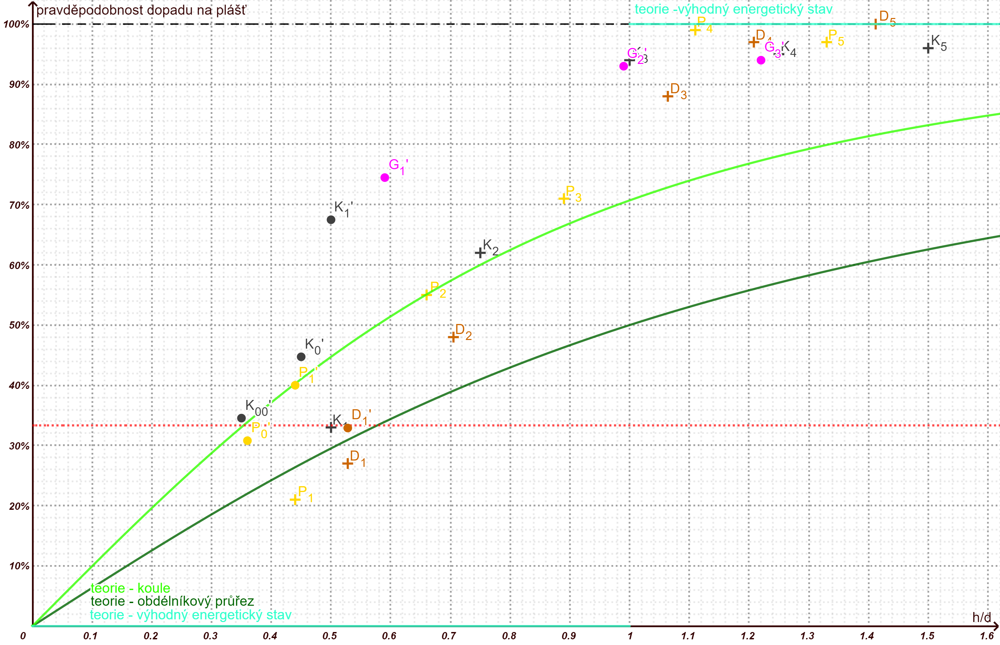 pravděpodobnost dopadu na plášť
teorie -výhodný energetický stav
100%
P4
D5
D4
P5
K5
G2'
G3'
K4
90%
D3
80%
G1'
P3
70%
K1'
K2
60%
P2
50%
D2
K0'
40%
P1'
K00'
P0'
K1
D1'
30%
D1
P1
20%
10%
teorie - koule
teorie - obdélníkový průřez
teorie - výhodný energetický stav
h/d
0 0.1 0.2 0.3 0.4 0.5 0.6 0.7 0.8 0.9 1 1.1 1.2 1.3 1.4 1.5 1.6